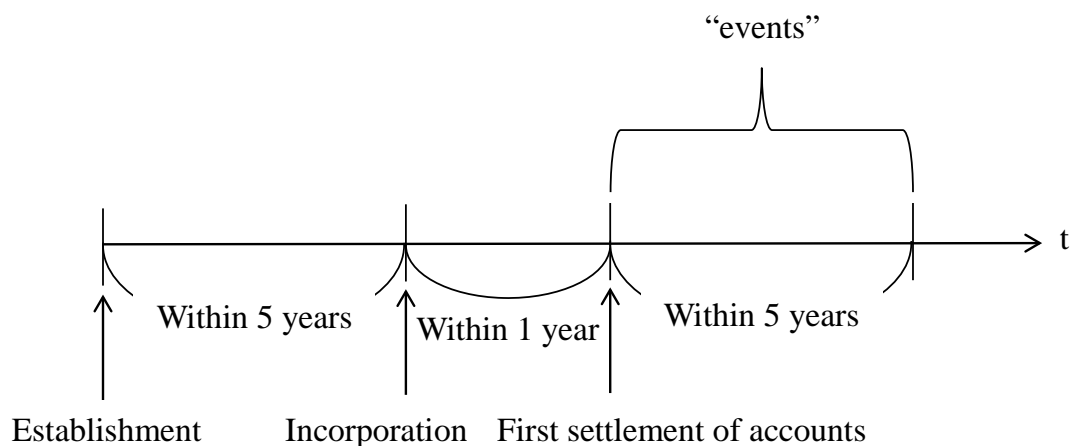 “events”
t
Within 5 years
Within 1 year
Within 5 years
Establishment
Incorporation
First settlement of accounts